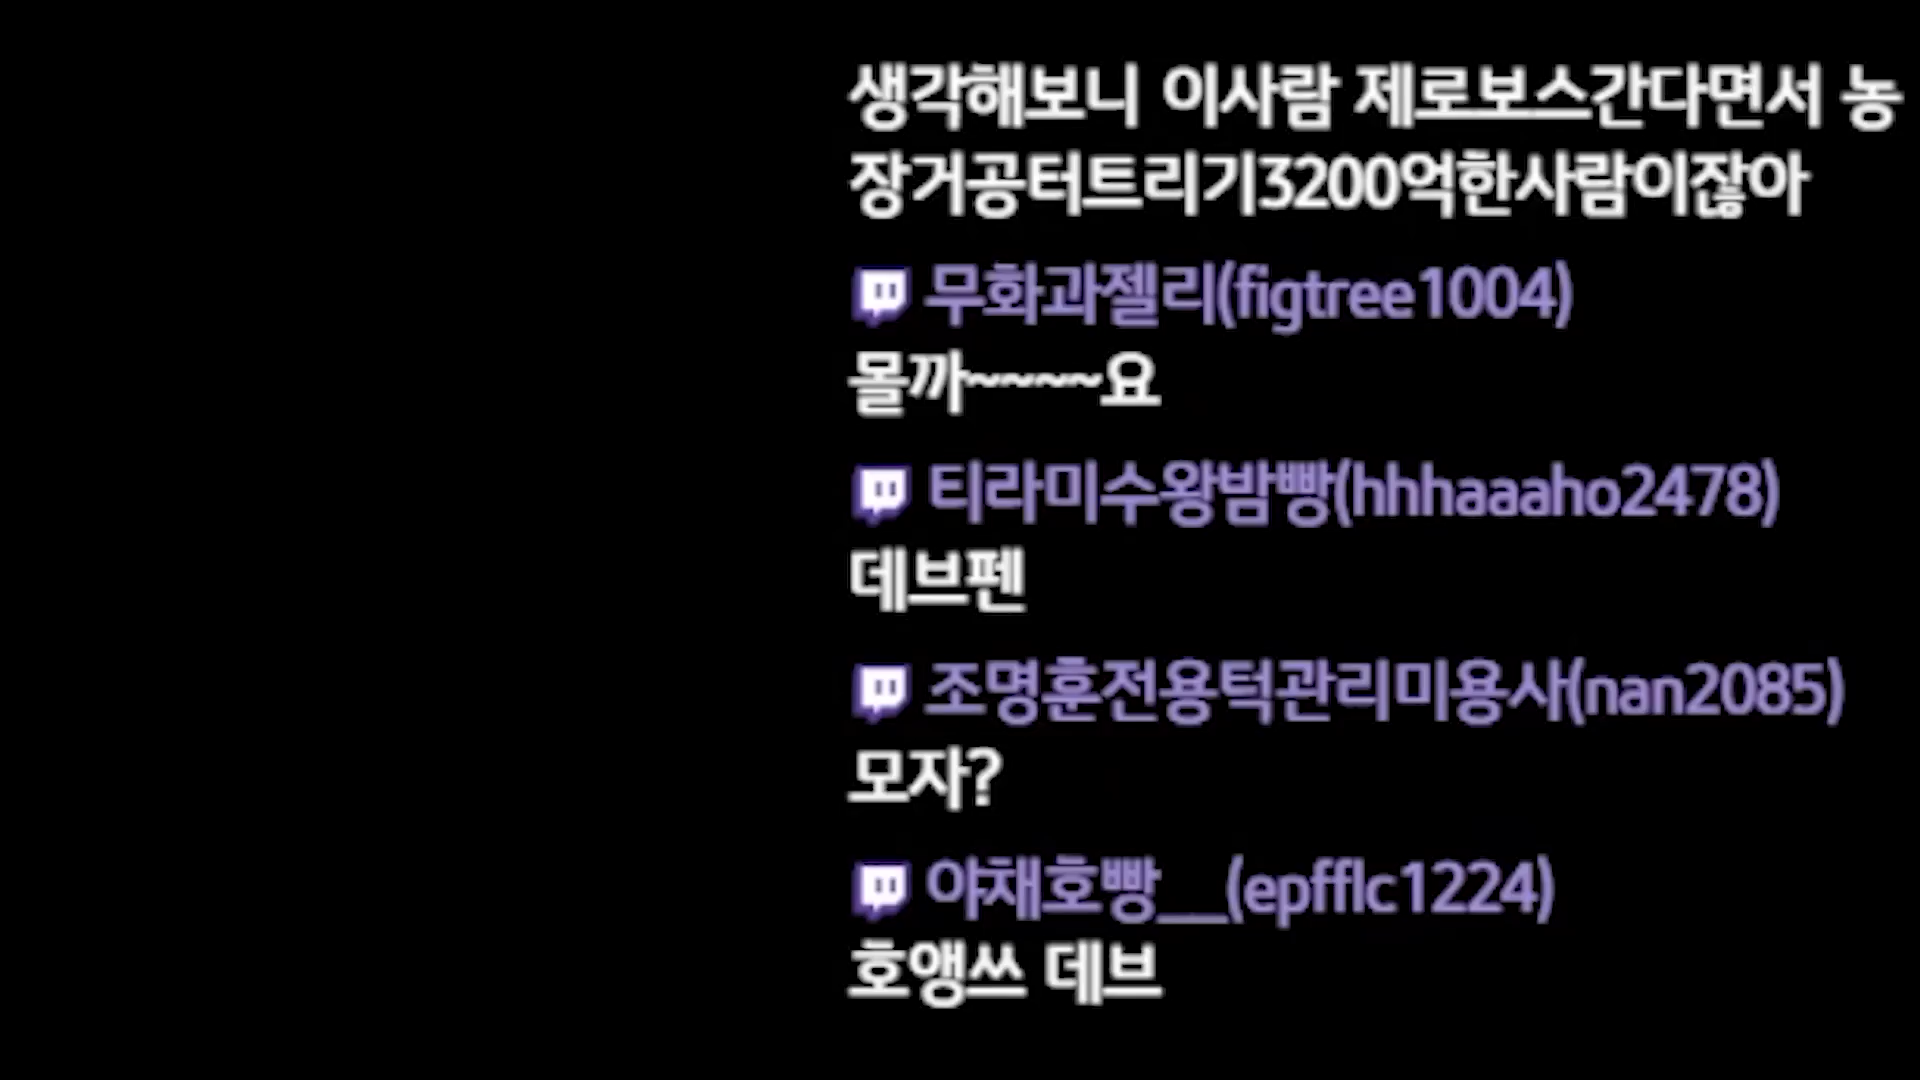 생각해보니 이사람 제로보스간다면서 농
장거공터트리기3200억한사람이잖아
무화과젤리(figtree1004)
몰까~~~~요
티라미수왕밤빵(hhhaaaho2478)
데브펜
조명훈전용턱관리미용사(nan2085)
모자?
야채호빵__(epfflc1224)
호앵쓰 데브